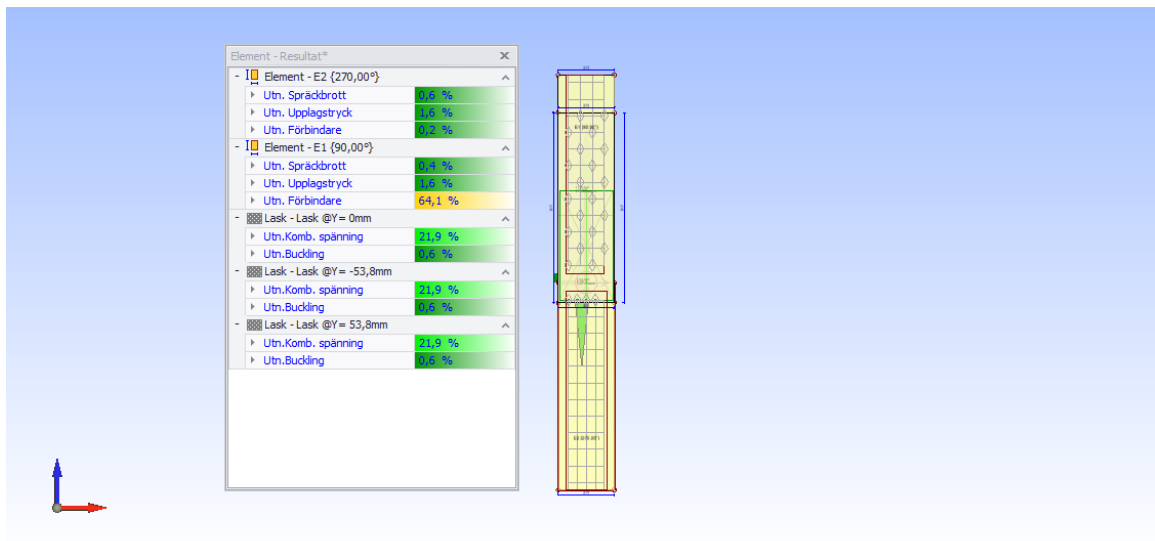 Element - Resultat*
Element - E2 {270,00°}
Utn. Spräckbrott 0,6 %
Utn. Upplagstryck 1,6 %
Utn. Förbindare 0,2 %
Element - E1 {90,00°}
Utn. Spräckbrott 0,4 %
Utn. Upplagstryck 1,6 %
Utn. Förbindare 64,1 %
Lask - Lask @Y= 0mm
Utn.Komb. spänning 21,9 %
Utn.Buckling 0,6 %
Lask - Lask @Y= -53,8mm
Utn.Komb. spänning 21,9 %
Utn.Buckling 0,6 %
Lask - Lask @Y= 53,8mm
Utn.Komb. spänning 21,9 %
Utn.Buckling 0,6 %